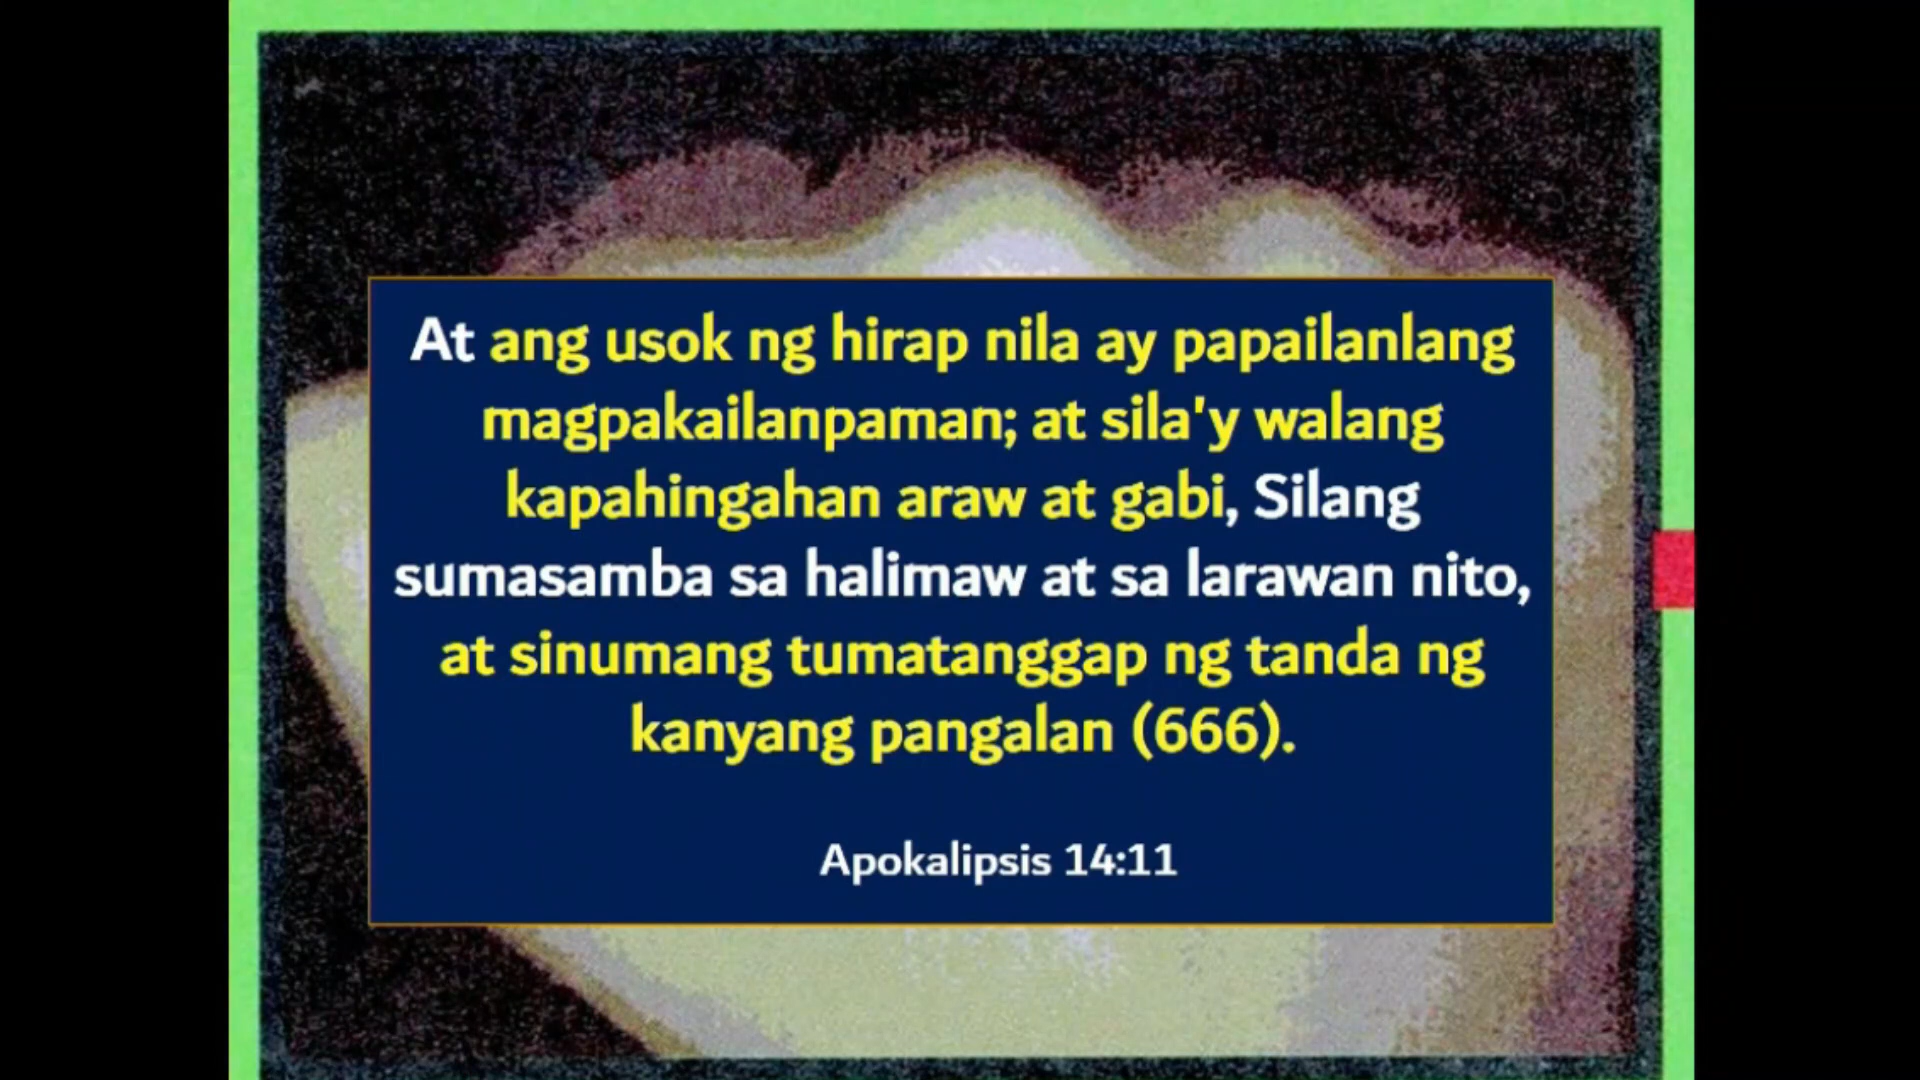 At ang usok ng hirap nila ay papailanlang
magpakailanpaman; at sila'y walang
kapahingahan araw at gabi, Silang
sumasamba sa halimaw at sa larawan nito,
at sinumang tumatanggap ng tanda ng
kanyang pangalan (666).
Apokalipsis 14:11